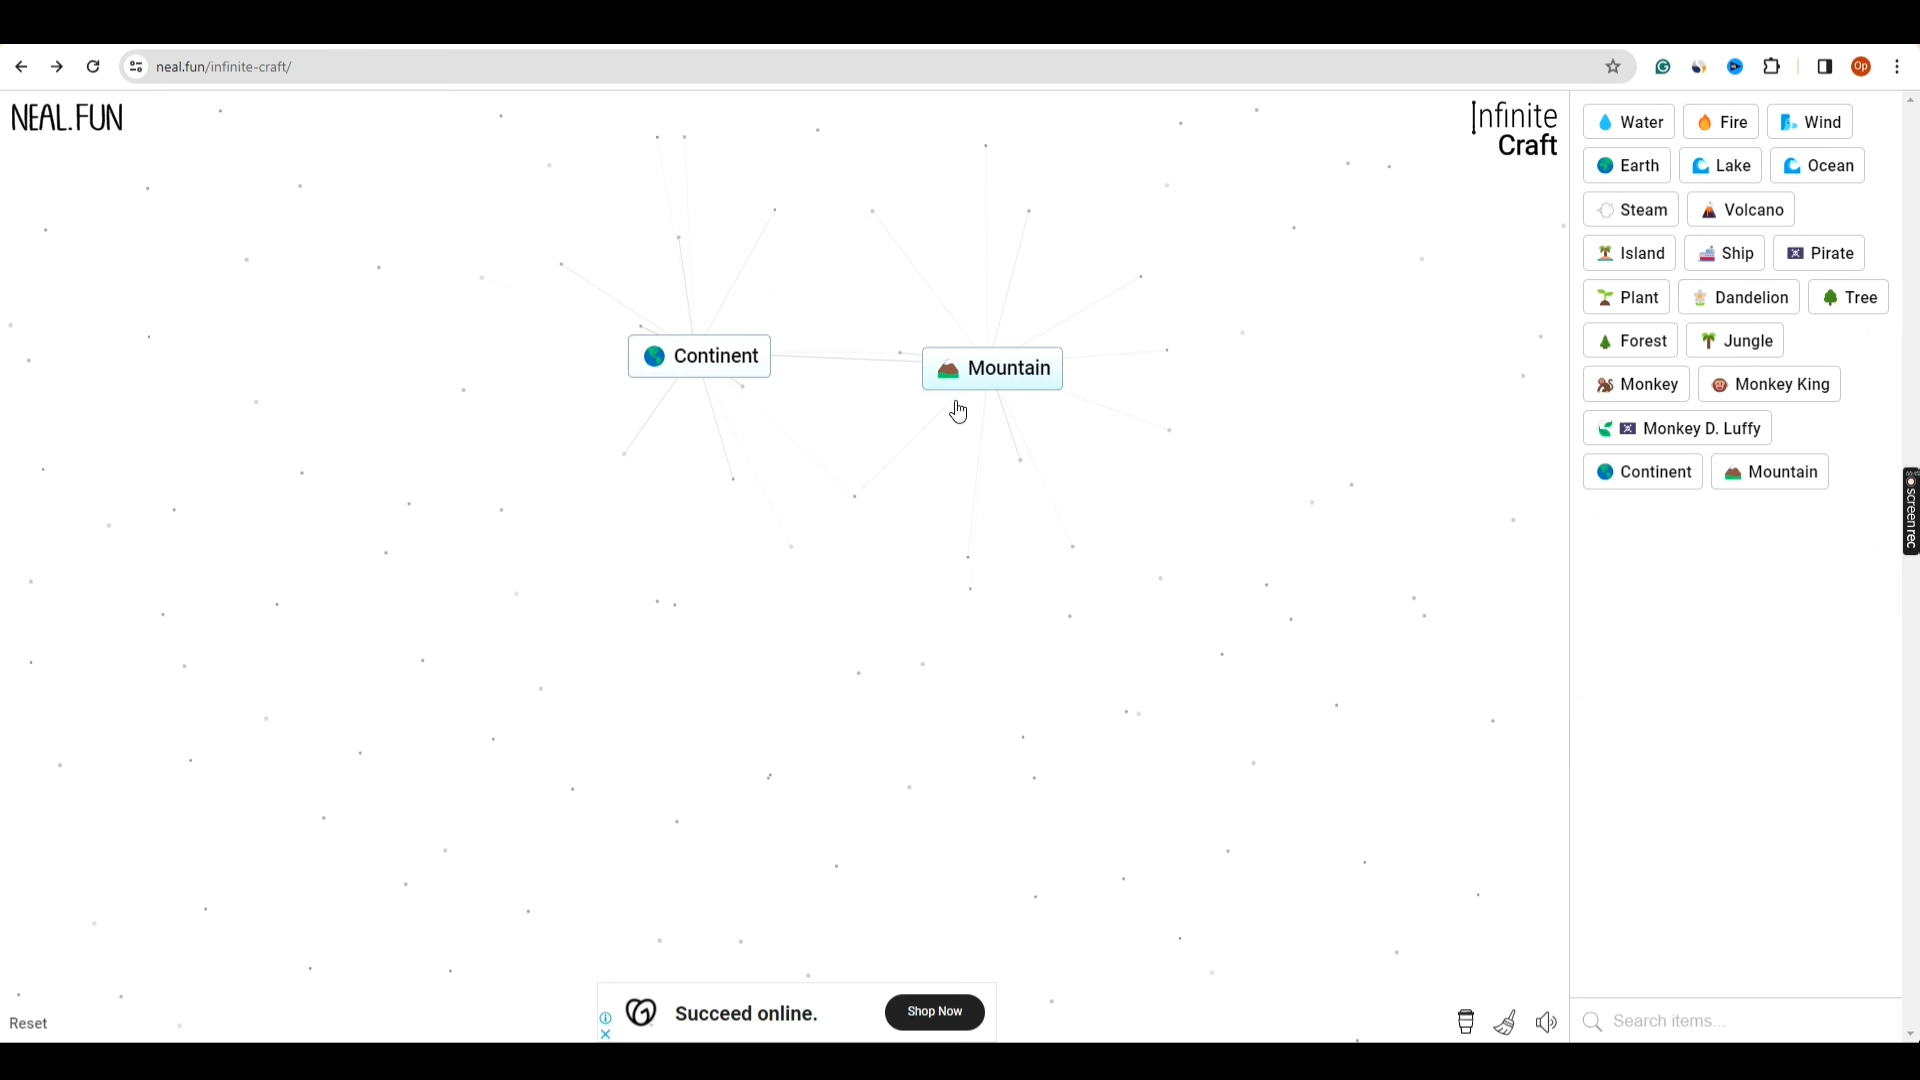 neal.fun/infinite-craft/
Op
NEAL.FUN
Infinite
Craft
Water
Fire
Wind
Earth
Lake
Ocean
Steam
Volcano
Island
Ship
Pirate
Plant
Dandelion
Tree
Forest
Jungle
Monkey
Monkey King
Monkey D. Luffy
Continent
Mountain
Continent
Mountain
screenrec
Succeed online.
Shop Now
Reset
Search items...